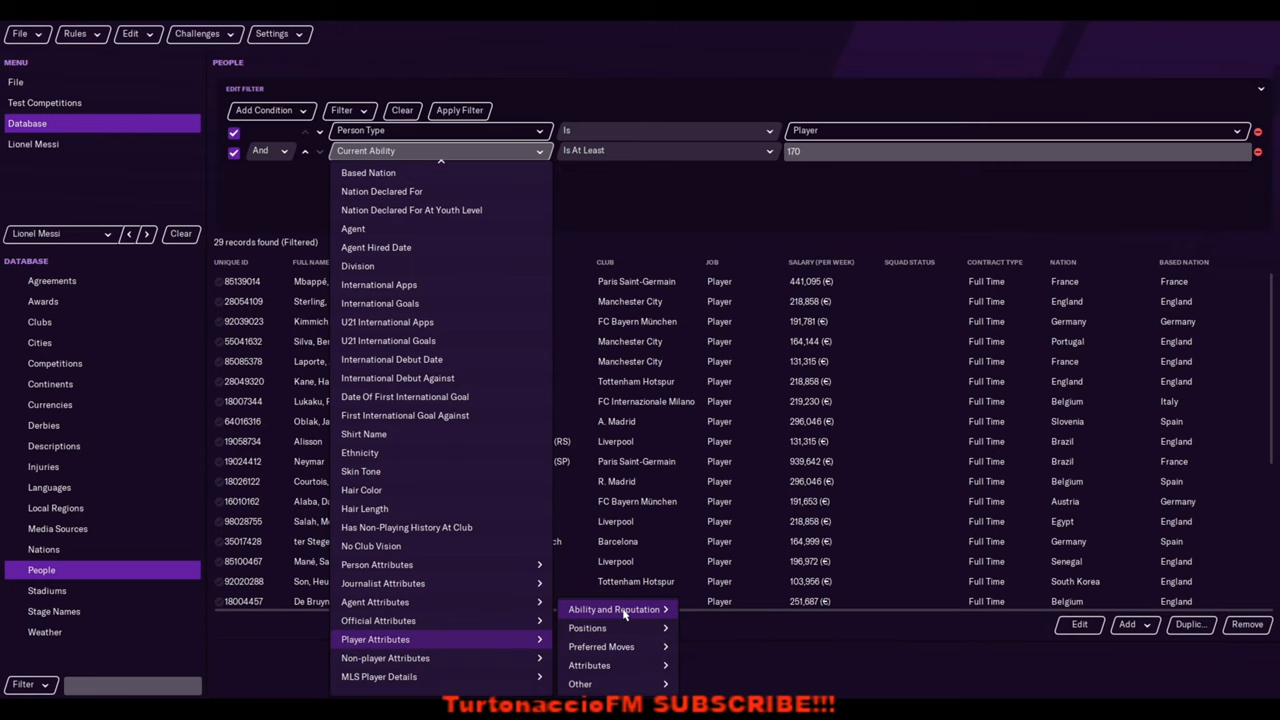 File Rules Edit Challenges Settings
MENU
File
Test Competitions
Database
Lionel Messi
Lionel Messi Clear
DATABASE
Agreements
Awards
Clubs
Cities
Competitions
Continents
Currencies
Derbies
Descriptions
Injuries
Languages
Local Regions
Media Sources
Nations
People
Stadiums
Stage Names
Weather
Filter
PEOPLE
EDIT FILTER
Add Condition Filter Clear Apply Filter
Person Type Is Player
And Current Ability Is At Least 170
Based Nation
Nation Declared For
Nation Declared For At Youth Level
Agent
Agent Hired Date
Division
International Apps
International Goals
U21 International Apps
U21 International Goals
International Debut Date
International Debut Against
Date Of First International Goal
First International Goal Against
Shirt Name
Ethnicity
Skin Tone
Hair Color
Hair Length
Has Non-Playing History At Club
No Club Vision
Person Attributes
Journalist Attributes
Agent Attributes
Official Attributes
Player Attributes
Non-player Attributes
MLS Player Details
Ability and Reputation
Positions
Preferred Moves
Attributes
Other
29 records found (Filtered)
UNIQUE ID FULL NAME CLUB JOB SALARY (PER WEEK) SQUAD STATUS CONTRACT TYPE NATION BASED NATION
85139014 Mbappé, Paris Saint-Germain Player 441,095 (€) Full Time France France
28054109 Sterling, Manchester City Player 218,858 (€) Full Time England England
92039023 Kimmich FC Bayern München Player 191,781 (€) Full Time Germany Germany
55041632 Silva, Ber Manchester City Player 164,144 (€) Full Time Portugal England
85085378 Laporte, Manchester City Player 131,315 (€) Full Time France England
28049320 Kane, Ha Tottenham Hotspur Player 218,858 (€) Full Time England England
18007344 Lukaku, F FC Internazionale Milano Player 219,230 (€) Full Time Belgium Italy
64016316 Oblak, Ja A. Madrid Player 296,046 (€) Full Time Slovenia Spain
19058734 Alisson (RS) Liverpool Player 131,315 (€) Full Time Brazil England
19024412 Neymar (SP) Paris Saint-Germain Player 939,642 (€) Full Time Brazil France
18026122 Courtois, R. Madrid Player 296,046 (€) Full Time Belgium Spain
16010162 Alaba, Da FC Bayern München Player 191,653 (€) Full Time Austria Germany
98028755 Salah, M Liverpool Player 218,858 (€) Full Time Egypt England
35017428 ter Stege ch Barcelona Player 164,999 (€) Full Time Germany Spain
85100467 Mané, Sa Liverpool Player 196,972 (€) Full Time Senegal England
92020288 Son, Heu Tottenham Hotspur Player 103,956 (€) Full Time South Korea England
18004457 De Bruyn Manchester City Player 251,687 (€) Full Time Belgium England
Edit Add Duplic... Remove
TurtonaccioFM SUBSCRIBE!!!